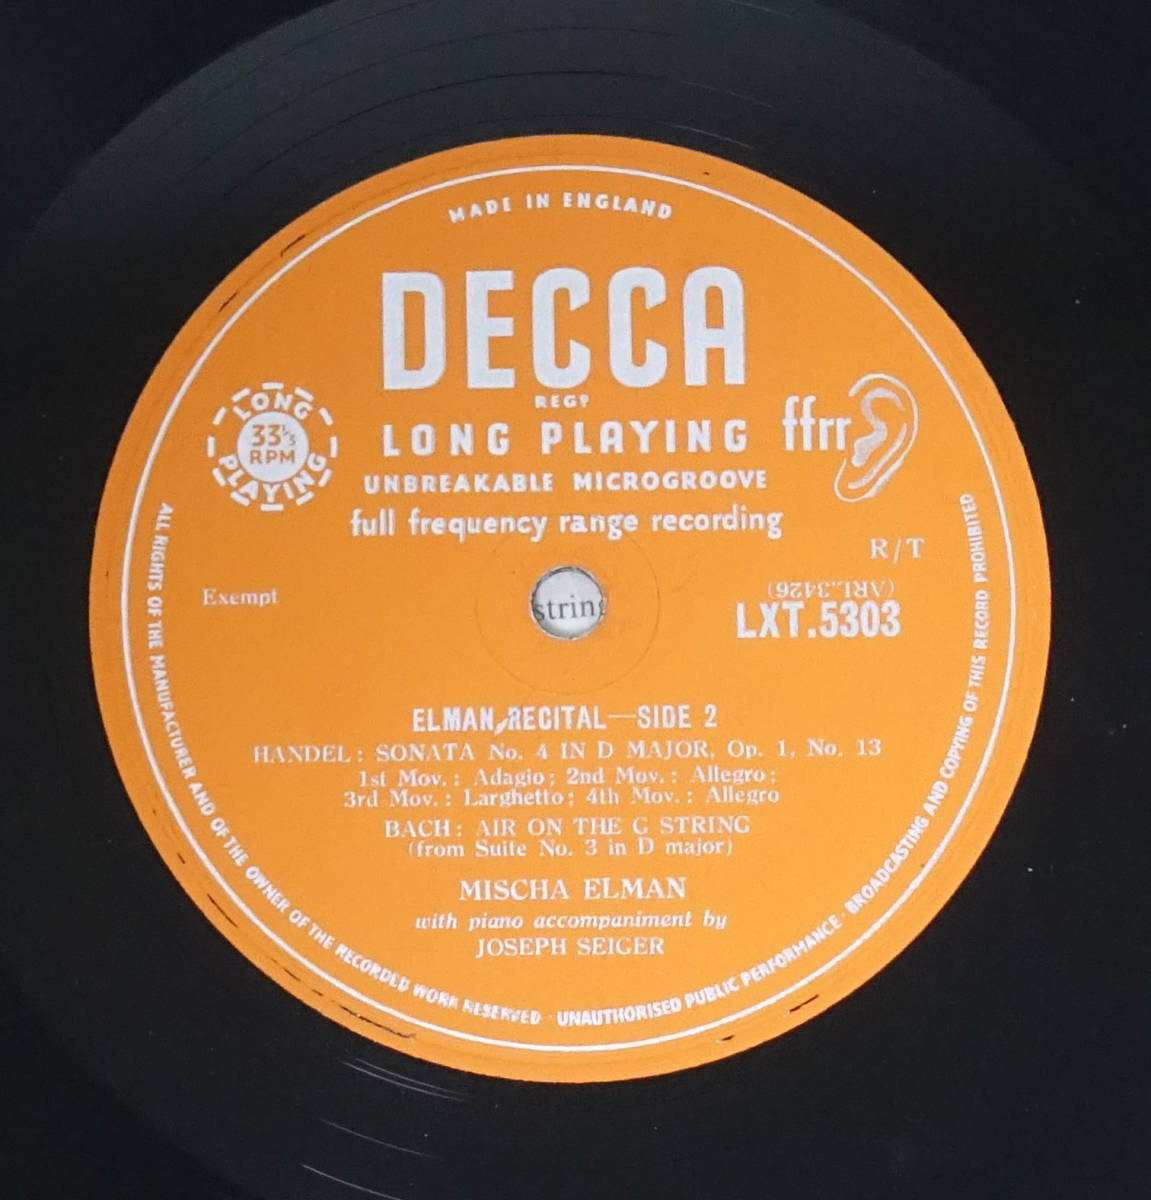 MADE IN ENGLAND
DECCA
REGD
LONG PLAYING
UNBREAKABLE MICROGROOVE
full frequency range recording
LONG
33⅓
RPM
PLAYING
ffrr
R/T
Exempt
(ARL.3426)
LXT.5303
string
ELMAN RECITAL—SIDE 2
HANDEL: SONATA No. 4 IN D MAJOR, Op. 1, No. 13
1st Mov.: Adagio; 2nd Mov.: Allegro;
3rd Mov.: Larghetto; 4th Mov.: Allegro
BACH: AIR ON THE G STRING
(from Suite No. 3 in D major)
MISCHA ELMAN
with piano accompaniment by
JOSEPH SEIGER
ALL RIGHTS OF THE MANUFACTURER AND OF THE OWNER OF THE RECORDED WORK RESERVED · UNAUTHORISED PUBLIC PERFORMANCE · BROADCASTING AND COPYING OF THIS RECORD PROHIBITED